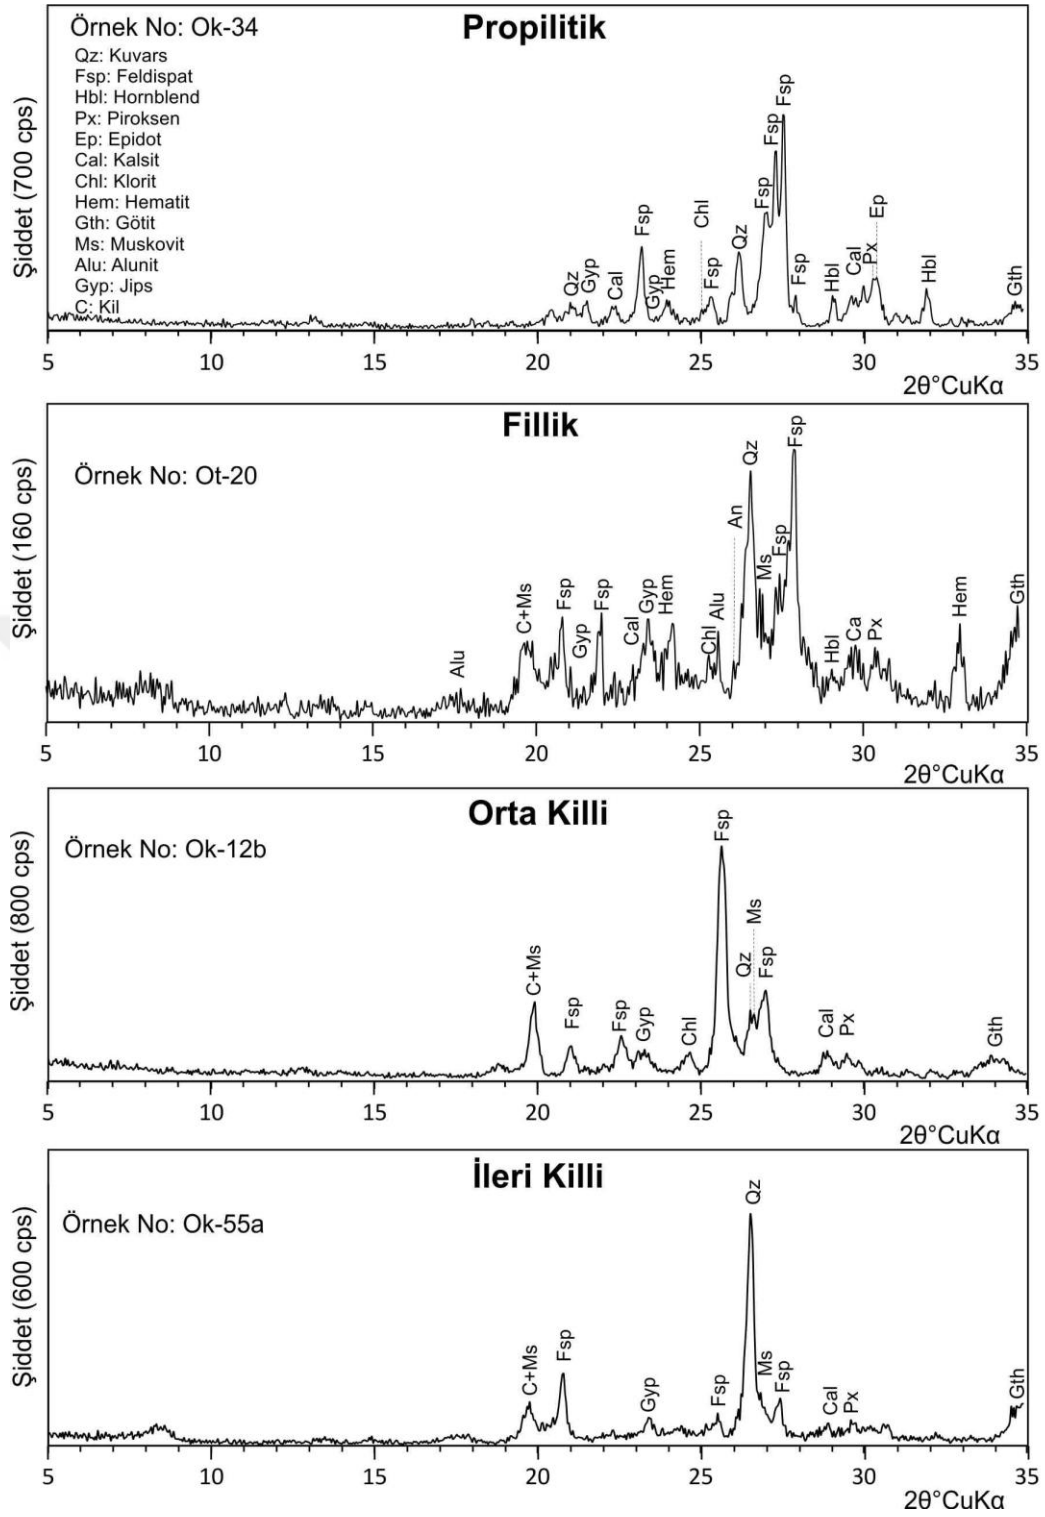 Propilitik
Örnek No: Ok-34
Qz: Kuvars
Fsp: Feldispat
Hbl: Hornblend
Px: Piroksen
Ep: Epidot
Cal: Kalsit
Chl: Klorit
Hem: Hematit
Gth: Götit
Ms: Muskovit
Alu: Alunit
Gyp: Jips
C: Kil
Şiddet (700 cps)
Qz
Gyp
Cal
Fsp
Gyp
Hem
Chl
Fsp
Qz
Fsp
Fsp
Fsp
Fsp
Hbl
Cal
Px
Ep
Hbl
Gth
5 10 15 20 25 30 35
2θ°CuKα
Fillik
Örnek No: Ot-20
Şiddet (160 cps)
Alu
C+Ms
Fsp
Gyp
Fsp
Cal
Gyp
Hem
Chl
Alu
An
Qz
Ms
Fsp
Fsp
Hbl
Ca
Px
Hem
Gth
5 10 15 20 25 30 35
2θ°CuKα
Orta Killi
Örnek No: Ok-12b
Şiddet (800 cps)
C+Ms
Fsp
Fsp
Gyp
Chl
Fsp
Qz
Ms
Fsp
Cal
Px
Gth
5 10 15 20 25 30 35
2θ°CuKα
İleri Killi
Örnek No: Ok-55a
Şiddet (600 cps)
C+Ms
Fsp
Gyp
Fsp
Qz
Ms
Fsp
Cal
Px
Gth
5 10 15 20 25 30 35
2θ°CuKα